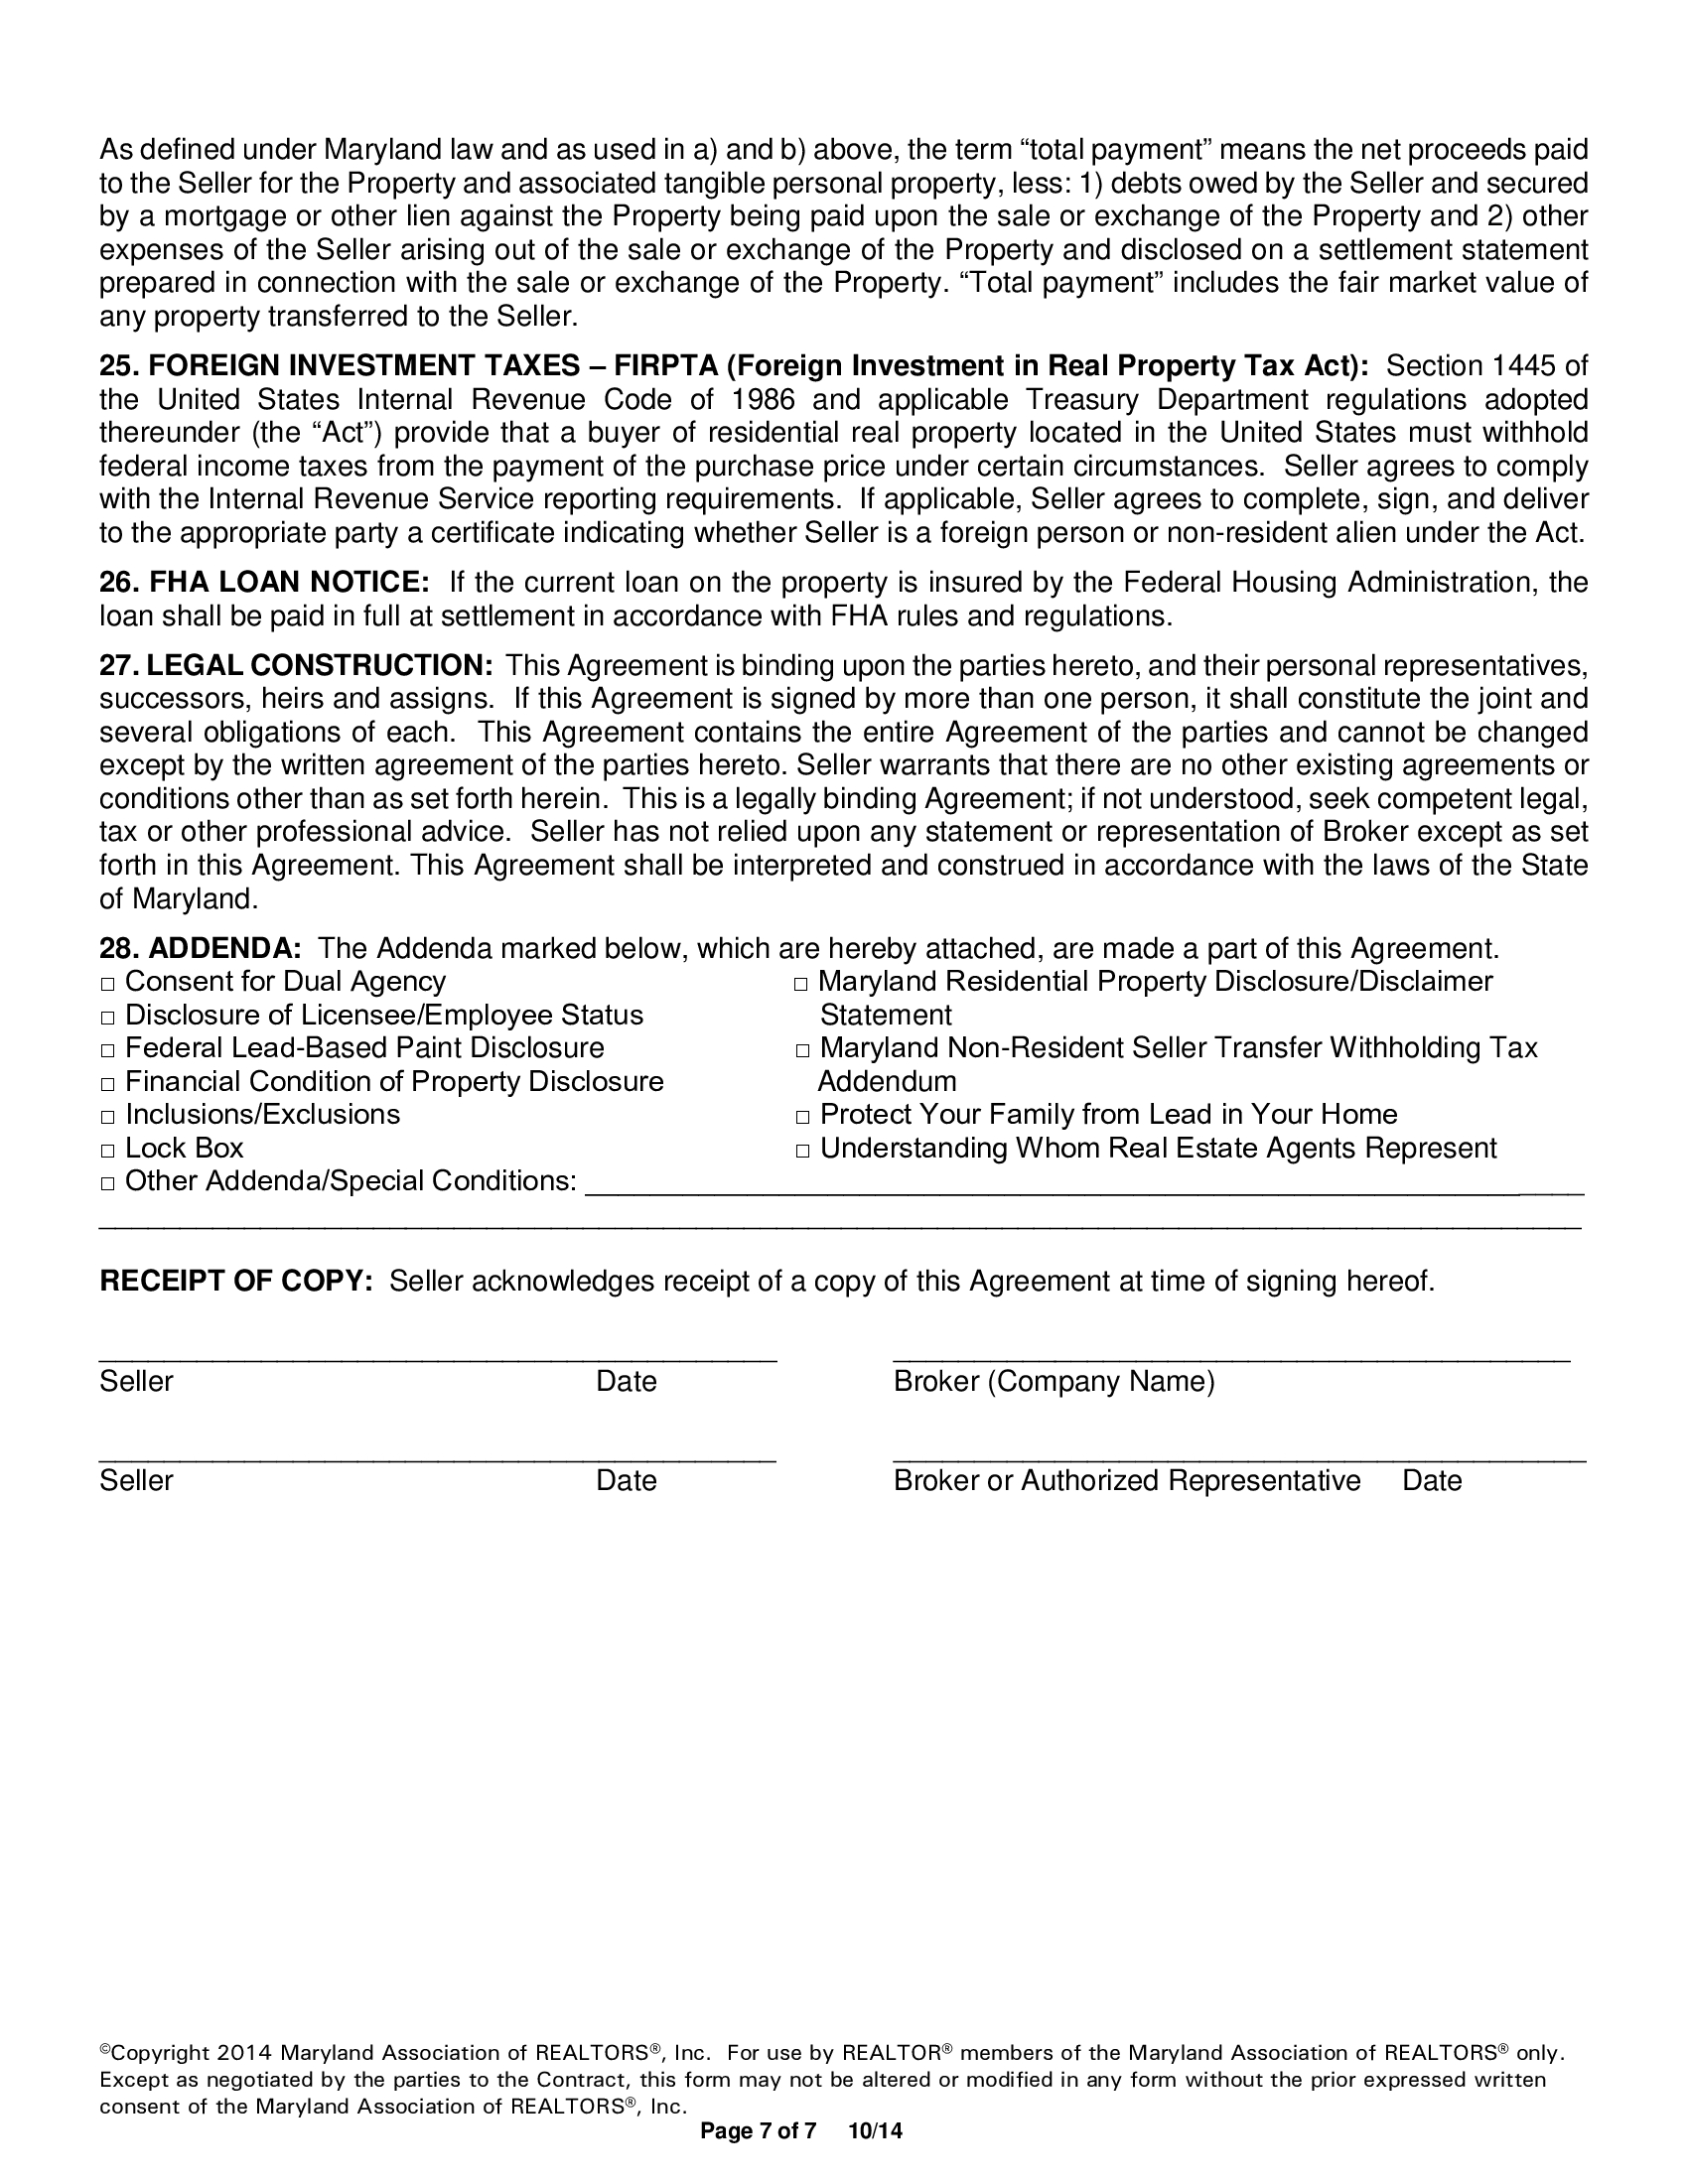 As defined under Maryland law and as used in a) and b) above, the term “total payment” means the net proceeds paid
to the Seller for the Property and associated tangible personal property, less: 1) debts owed by the Seller and secured
by a mortgage or other lien against the Property being paid upon the sale or exchange of the Property and 2) other
expenses of the Seller arising out of the sale or exchange of the Property and disclosed on a settlement statement
prepared in connection with the sale or exchange of the Property. “Total payment” includes the fair market value of
any property transferred to the Seller.
25. FOREIGN INVESTMENT TAXES – FIRPTA (Foreign Investment in Real Property Tax Act): Section 1445 of
the United States Internal Revenue Code of 1986 and applicable Treasury Department regulations adopted
thereunder (the “Act”) provide that a buyer of residential real property located in the United States must withhold
federal income taxes from the payment of the purchase price under certain circumstances. Seller agrees to comply
with the Internal Revenue Service reporting requirements. If applicable, Seller agrees to complete, sign, and deliver
to the appropriate party a certificate indicating whether Seller is a foreign person or non-resident alien under the Act.
26. FHA LOAN NOTICE: If the current loan on the property is insured by the Federal Housing Administration, the
loan shall be paid in full at settlement in accordance with FHA rules and regulations.
27. LEGAL CONSTRUCTION: This Agreement is binding upon the parties hereto, and their personal representatives,
successors, heirs and assigns. If this Agreement is signed by more than one person, it shall constitute the joint and
several obligations of each. This Agreement contains the entire Agreement of the parties and cannot be changed
except by the written agreement of the parties hereto. Seller warrants that there are no other existing agreements or
conditions other than as set forth herein. This is a legally binding Agreement; if not understood, seek competent legal,
tax or other professional advice. Seller has not relied upon any statement or representation of Broker except as set
forth in this Agreement. This Agreement shall be interpreted and construed in accordance with the laws of the State
of Maryland.
28. ADDENDA: The Addenda marked below, which are hereby attached, are made a part of this Agreement.
□ Consent for Dual Agency
□ Disclosure of Licensee/Employee Status
□ Federal Lead-Based Paint Disclosure
□ Financial Condition of Property Disclosure
□ Inclusions/Exclusions
□ Lock Box
□ Maryland Residential Property Disclosure/Disclaimer
Statement
□ Maryland Non-Resident Seller Transfer Withholding Tax
Addendum
□ Protect Your Family from Lead in Your Home
□ Understanding Whom Real Estate Agents Represent
□ Other Addenda/Special Conditions: ____________________
RECEIPT OF COPY: Seller acknowledges receipt of a copy of this Agreement at time of signing hereof.
Seller Date Broker (Company Name)
Seller Date Broker or Authorized Representative Date
©Copyright 2014 Maryland Association of REALTORS®, Inc. For use by REALTOR® members of the Maryland Association of REALTORS® only.
Except as negotiated by the parties to the Contract, this form may not be altered or modified in any form without the prior expressed written
consent of the Maryland Association of REALTORS®, Inc.
Page 7 of 7 10/14